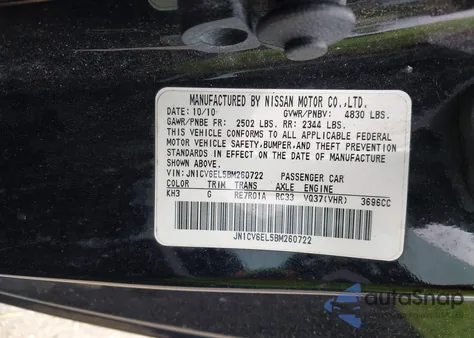 MANUFACTURED BY NISSAN MOTOR CO.,LTD.
DATE: 10/10 GVWR/PNBV: 4830 LBS.
GAWR/PNBE FR: 2502 LBS. RR: 2344 LBS.
THIS VEHICLE CONFORMS TO ALL APPLICABLE FEDERAL
MOTOR VEHICLE SAFETY,BUMPER,AND THEFT PREVENTION
STANDARDS IN EFFECT ON THE DATE OF MANUFACTURE
SHOWN ABOVE.
VIN: JN1CV6EL5BM260722 PASSENGER CAR
COLOR TRIM TRANS AXLE ENGINE
KH3 G RE7R01A RC33 VQ37(VHR) 3696CC
JN1CV6EL5BM260722
autoSnap